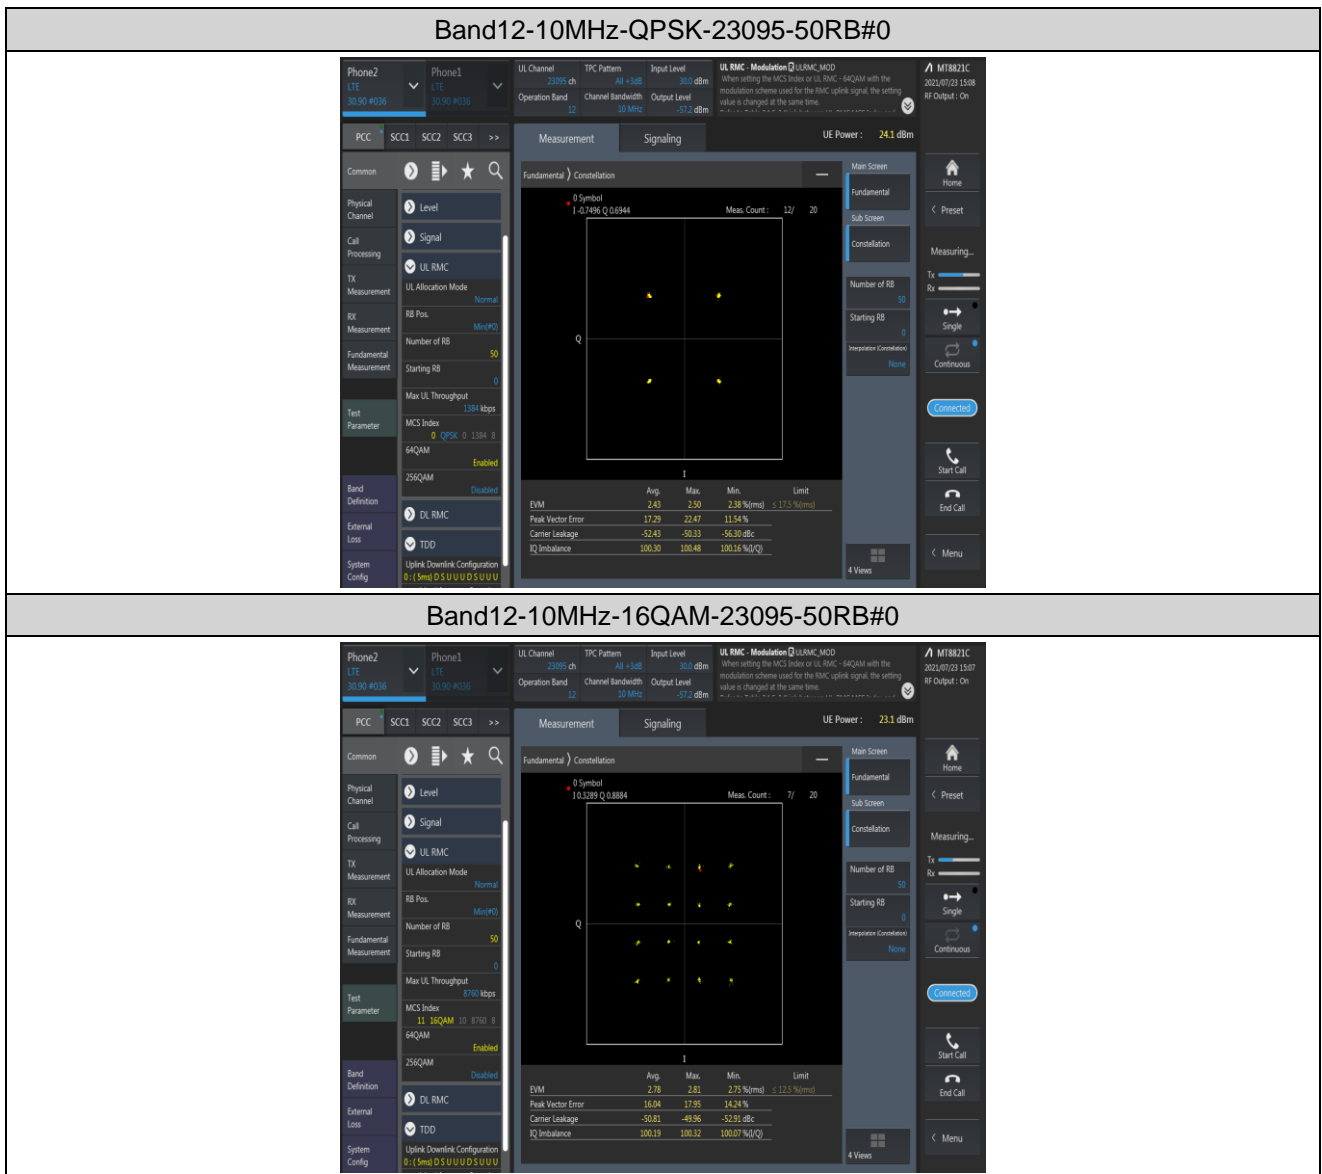 Band12-10MHz-QPSK-23095-50RB#0
Phone2 Phone1 UL Channel TPC Pattern Input Level UL RMC - Modulation ULRMC_MOD MT8821C
LTE LTE 23095 ch All +3dB 30.0 dBm When setting the MCS Index or UL RMC - 64QAM with the 2021/07/23 15:08
30.90 #036 30.90 #036 Operation Band Channel Bandwidth Output Level modulation scheme used for the RMC uplink signal, the setting RF Output : On
12 10 MHz -57.2 dBm value is changed at the same time.
PCC SCC1 SCC2 SCC3 >> Measurement Signaling UE Power : 24.1 dBm
Common Fundamental Constellation Main Screen Home
Fundamental
Physical Channel Level 0 Symbol
I -0.7496 Q 0.6944 Meas. Count : 12/ 20 Sub Screen < Preset
Call Processing Signal Constellation Measuring...
UL RMC
TX Measurement UL Allocation Mode Number of RB Tx
Normal 50 Rx
RX Measurement RB Pos. Starting RB Single
Min(#0) 0
Number of RB Q Interpolation (Constellation)
Fundamental Measurement 50 None Continuous
Starting RB
0
Max UL Throughput
1384 kbps Connected
Test Parameter MCS Index
0 QPSK 0 1384 8
64QAM
Enabled I Start Call
256QAM
Band Definition Disabled Avg. Max. Min. Limit
EVM 2.43 2.50 2.38 %(rms) ≤ 17.5 %(rms) End Call
DL RMC Peak Vector Error 17.29 22.47 11.54 %
External Loss Carrier Leakage -52.43 -50.33 -56.30 dBc
TDD IQ Imbalance 100.30 100.48 100.16 %(I/Q) < Menu
System Config Uplink Downlink Configuration 4 Views
0 : ( 5ms) D S U U U D S U U U
Band12-10MHz-16QAM-23095-50RB#0
Phone2 Phone1 UL Channel TPC Pattern Input Level UL RMC - Modulation ULRMC_MOD MT8821C
LTE LTE 23095 ch All +3dB 30.0 dBm When setting the MCS Index or UL RMC - 64QAM with the 2021/07/23 15:07
30.90 #036 30.90 #036 Operation Band Channel Bandwidth Output Level modulation scheme used for the RMC uplink signal, the setting RF Output : On
12 10 MHz -57.2 dBm value is changed at the same time.
PCC SCC1 SCC2 SCC3 >> Measurement Signaling UE Power : 23.1 dBm
Common Fundamental Constellation Main Screen Home
Fundamental
Physical Channel Level 0 Symbol
I 0.3289 Q 0.8884 Meas. Count : 7/ 20 Sub Screen < Preset
Call Processing Signal Constellation Measuring...
UL RMC
TX Measurement UL Allocation Mode Number of RB Tx
Normal 50 Rx
RX Measurement RB Pos. Starting RB Single
Min(#0) 0
Number of RB Q Interpolation (Constellation)
Fundamental Measurement 50 None Continuous
Starting RB
0
Max UL Throughput
8760 kbps Connected
Test Parameter MCS Index
11 16QAM 10 8760 8
64QAM
Enabled I Start Call
256QAM
Band Definition Disabled Avg. Max. Min. Limit
EVM 2.78 2.81 2.75 %(rms) ≤ 12.5 %(rms) End Call
DL RMC Peak Vector Error 16.04 17.95 14.24 %
External Loss Carrier Leakage -50.81 -49.96 -52.91 dBc
TDD IQ Imbalance 100.19 100.32 100.07 %(I/Q) < Menu
System Config Uplink Downlink Configuration 4 Views
0 : ( 5ms) D S U U U D S U U U